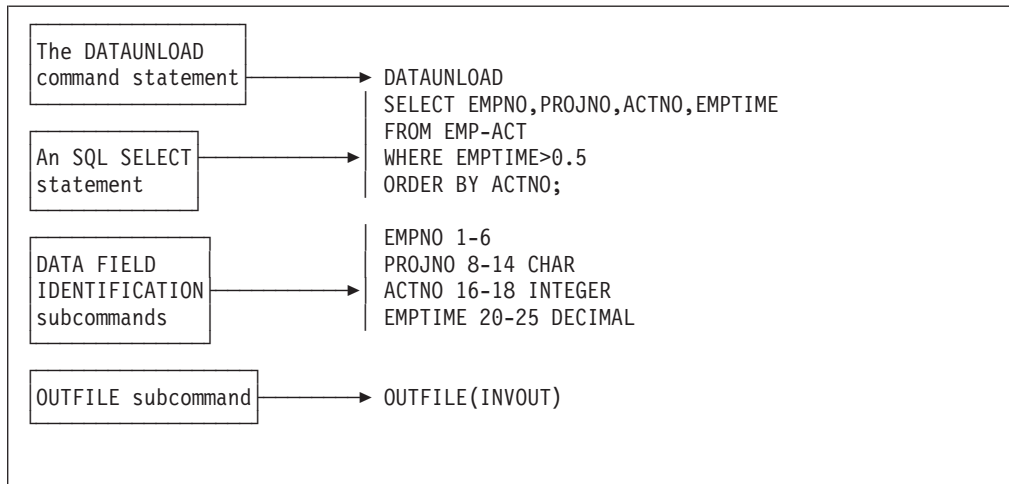 The DATAUNLOAD
command statement
DATAUNLOAD
SELECT EMPNO,PROJNO,ACTNO,EMPTIME
FROM EMP-ACT
An SQL SELECT
statement
WHERE EMPTIME>0.5
ORDER BY ACTNO;
DATA FIELD
IDENTIFICATION
subcommands
EMPNO 1-6
PROJNO 8-14 CHAR
ACTNO 16-18 INTEGER
EMPTIME 20-25 DECIMAL
OUTFILE subcommand
OUTFILE(INVOUT)